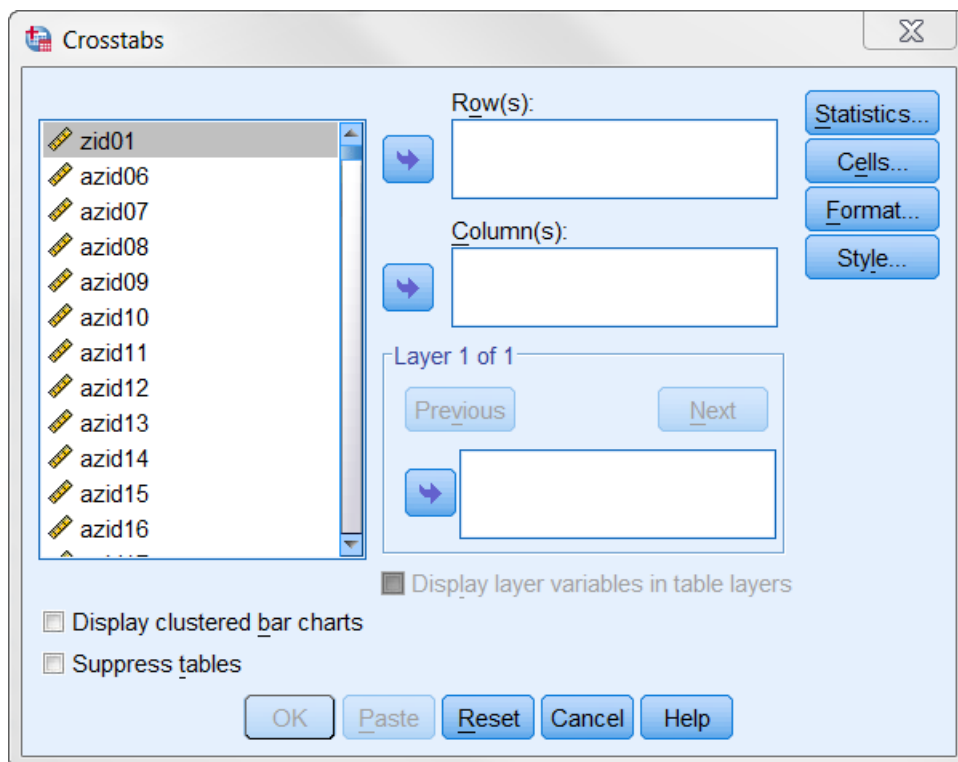 Crosstabs
zid01
azid06
azid07
azid08
azid09
azid10
azid11
azid12
azid13
azid14
azid15
azid16
Row(s):
Column(s):
Layer 1 of 1
Previous
Next
Display layer variables in table layers
Statistics...
Cells...
Format...
Style...
Display clustered bar charts
Suppress tables
OK
Paste
Reset
Cancel
Help